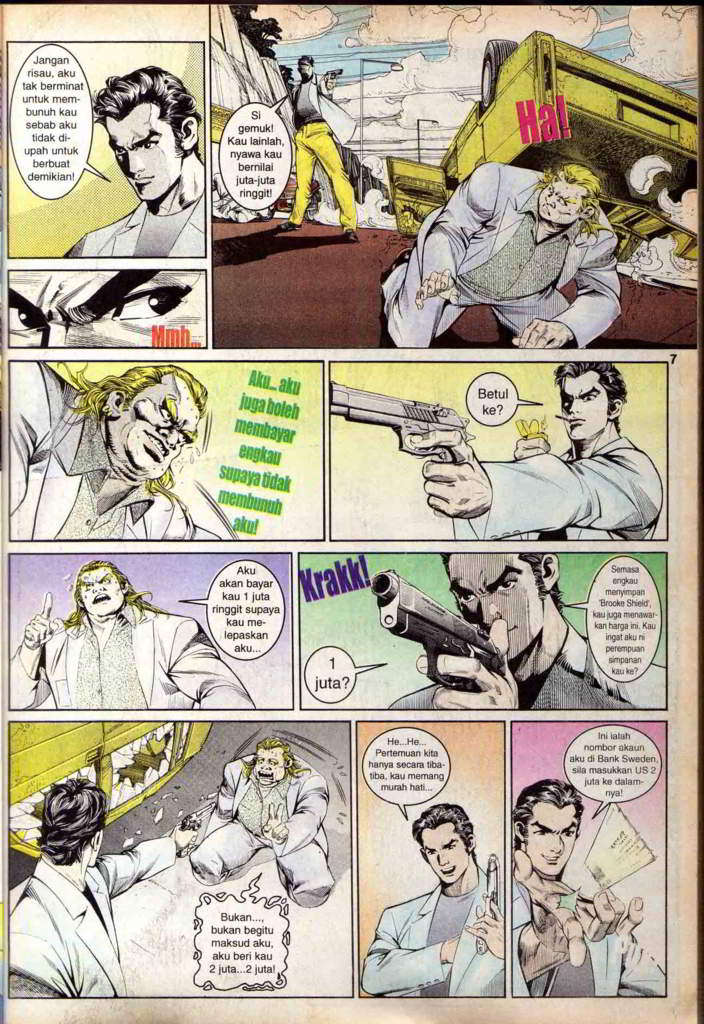 Jangan
risau, aku
tak berminat
untuk mem-
bunuh kau
sebab aku
tidak di-
upah untuk
berbuat
demikian!
Si
gemuk!
Kau lainlah,
nyawa kau
bernilai
juta-juta
ringgit!
Ha!
Mmh...
7
Aku... aku
juga boleh
membayar
engkau
supaya tidak
membunuh
aku!
Betul
ke?
Aku
akan bayar
kau 1 juta
ringgit supaya
kau me-
lepaskan
aku...
Krakk!
1
juta?
Semasa
engkau
menyimpan
'Brooke Shield',
kau juga menawar-
kan harga ini. Kau
ingat aku ni
perempuan
simpanan
kau ke?
Bukan...,
bukan begitu
maksud aku,
aku beri kau
2 juta...2 juta!
He...He...
Pertemuan kita
hanya secara tiba-
tiba, kau memang
murah hati...
Ini ialah
nombor akaun
aku di Bank Sweden,
sila masukkan US 2
juta ke dalam-
nya!